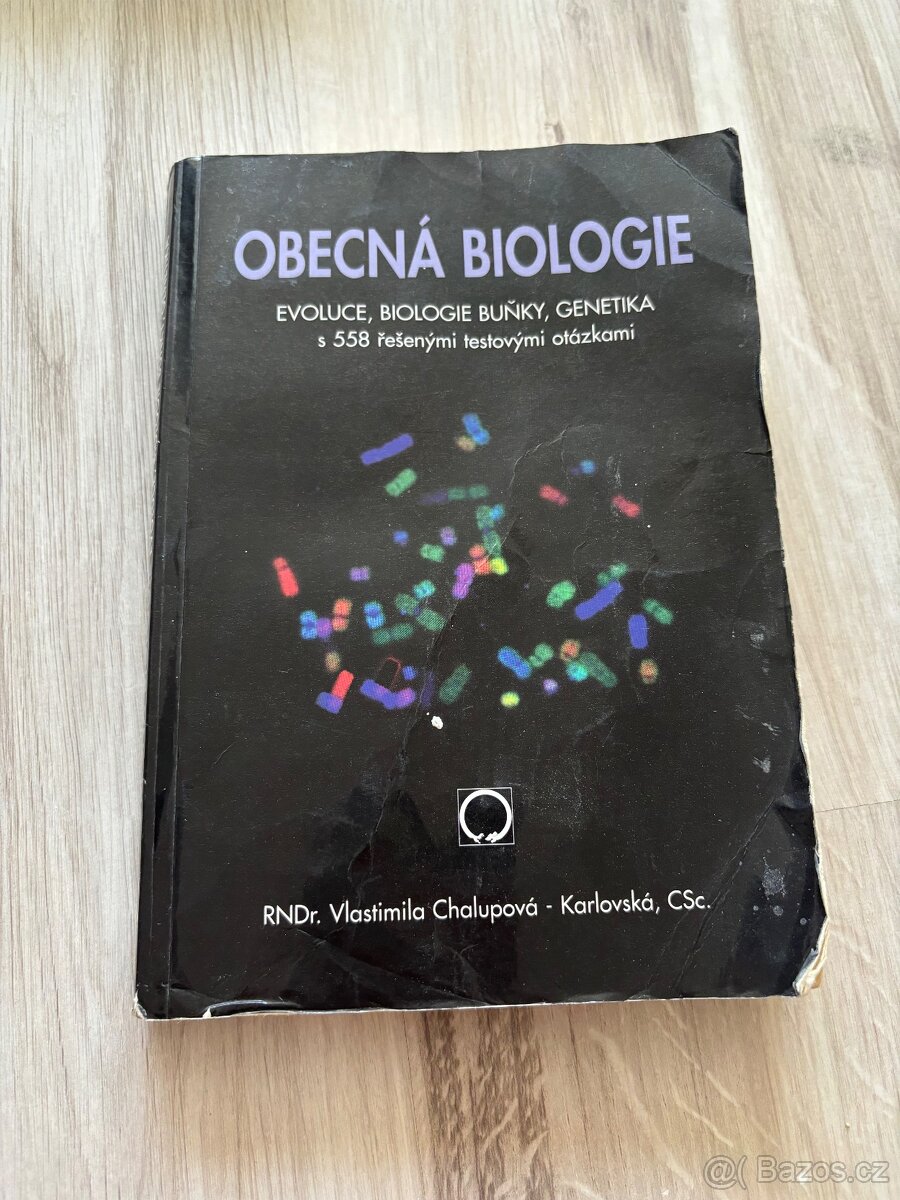 OBECNÁ BIOLOGIE
EVOLUCE, BIOLOGIE BUŇKY, GENETIKA
s 558 řešenými testovými otázkami
RNDr. Vlastimila Chalupová - Karlovská, CSc.
@( Bazos.cz